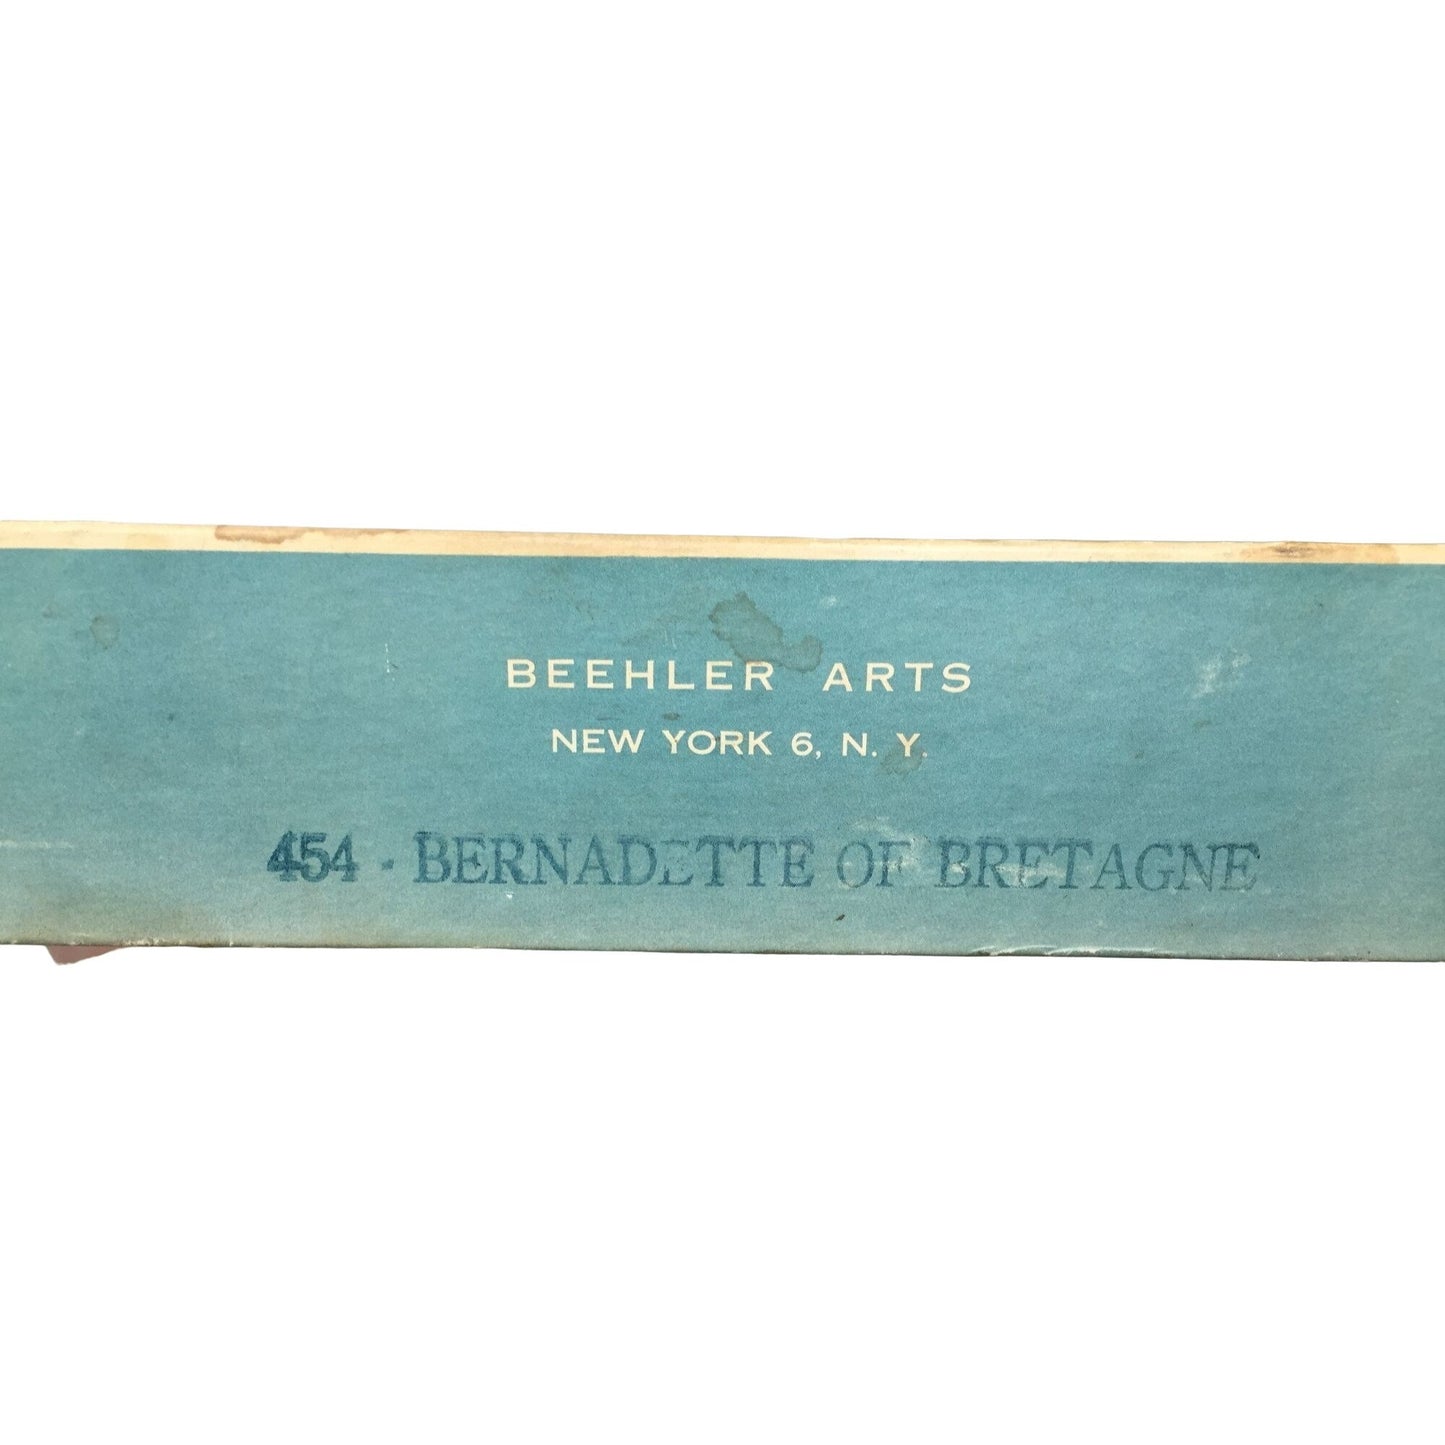 BEEHLER ARTS
NEW YORK 6, N. Y.
454 - BERNADETTE OF BRETAGNE